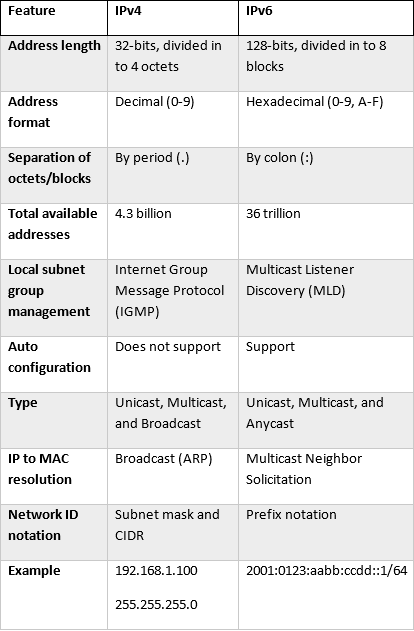 Feature IPv4 IPv6
Address length 32-bits, divided in 128-bits, divided in to 8
to 4 octets blocks
Address Decimal (0-9) Hexadecimal (0-9, A-F)
format
Separation of By period (.) By colon (:)
octets/blocks
Total available 4.3 billion 36 trillion
addresses
Local subnet Internet Group Multicast Listener
group Message Protocol Discovery (MLD)
management (IGMP)
Auto Does not support Support
configuration
Type Unicast, Multicast, Unicast, Multicast, and
and Broadcast Anycast
IP to MAC Broadcast (ARP) Multicast Neighbor
resolution Solicitation
Network ID Subnet mask and Prefix notation
notation CIDR
Example 192.168.1.100 2001:0123:aabb:ccdd::1/64
255.255.255.0